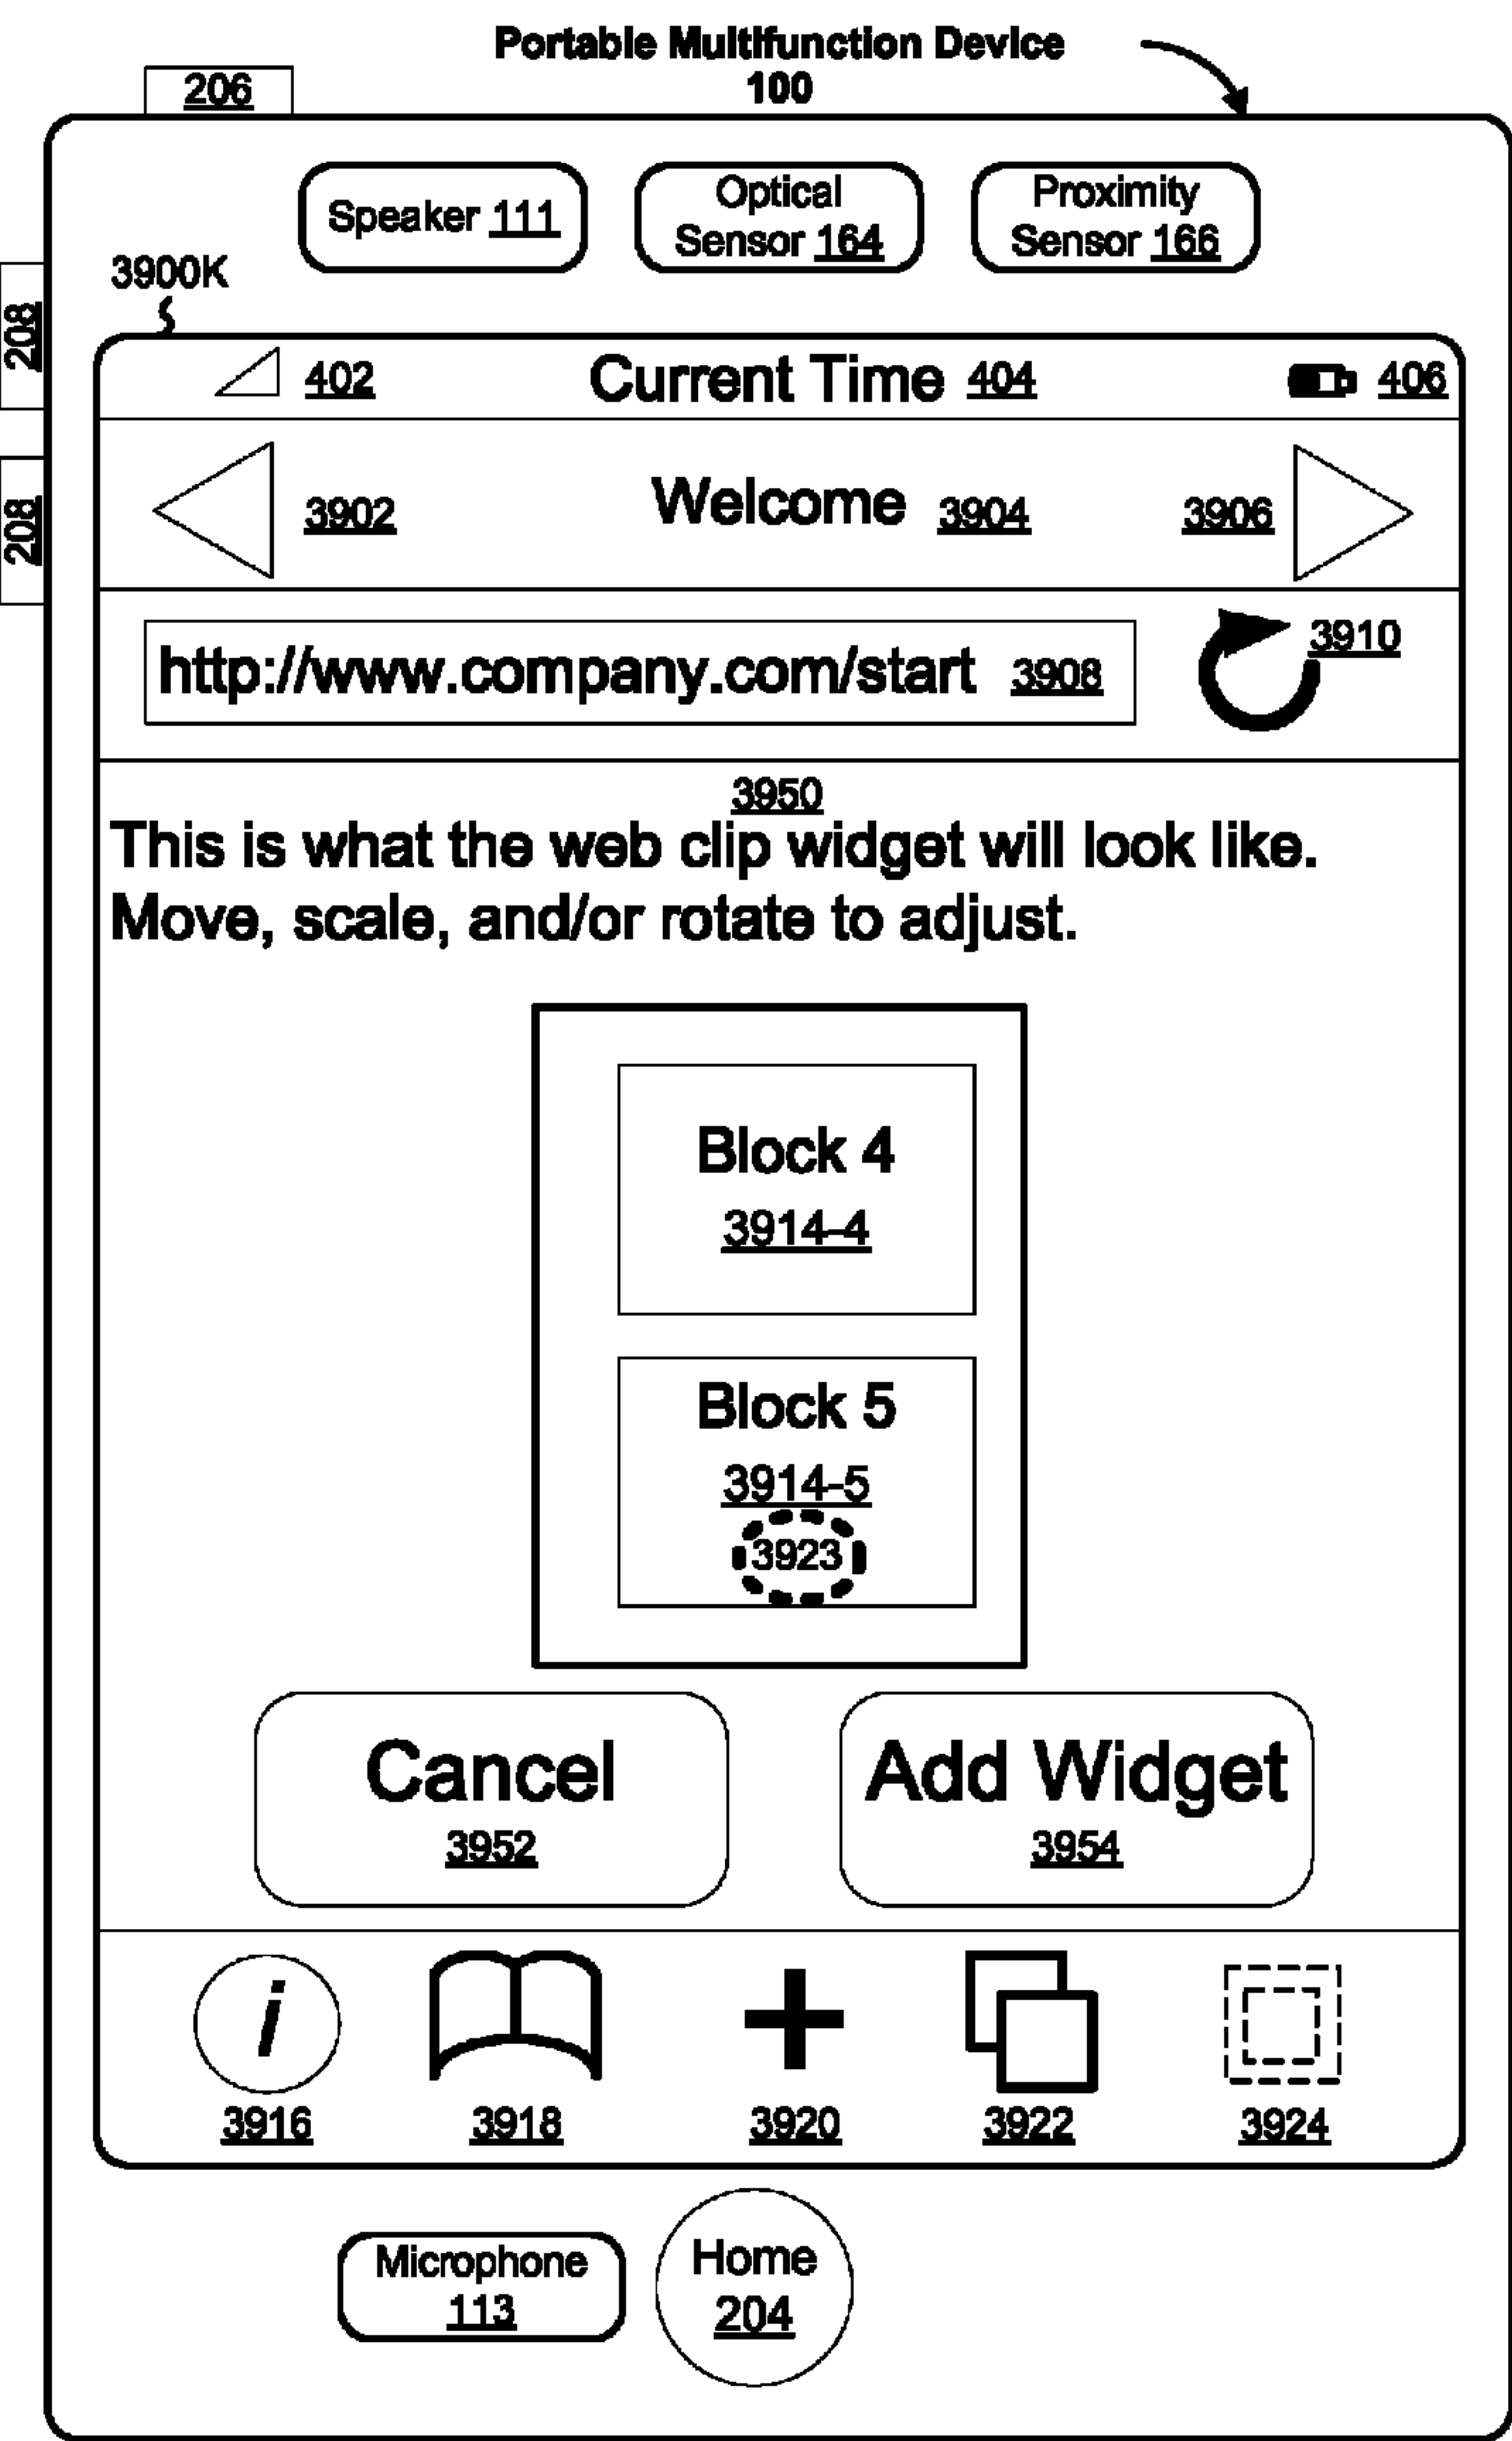 Portable Multifunction Device
100
206
Speaker 111
Optical
Sensor 164
Proximity
Sensor 166
3900K
208
208
402 Current Time 404 406
3902 Welcome 3904 3906
http://www.company.com/start 3908 3910
3950
This is what the web clip widget will look like.
Move, scale, and/or rotate to adjust.
Block 4
3914-4
Block 5
3914-5
3923
Cancel
3952
Add Widget
3954
i
3916 3918 3920 3922 3924
Microphone
113
Home
204